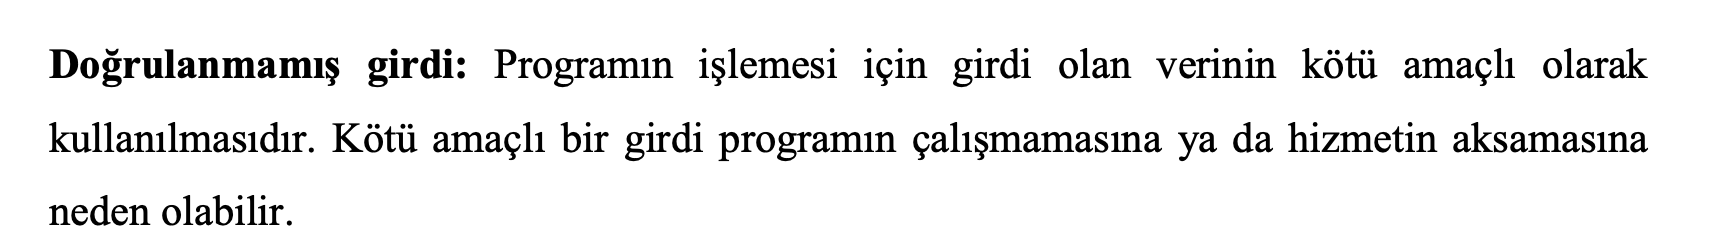 Doğrulanmamış girdi: Programın işlemesi için girdi olan verinin kötü amaçlı olarak
kullanılmasıdır. Kötü amaçlı bir girdi programın çalışmamasına ya da hizmetin aksamasına
neden olabilir.